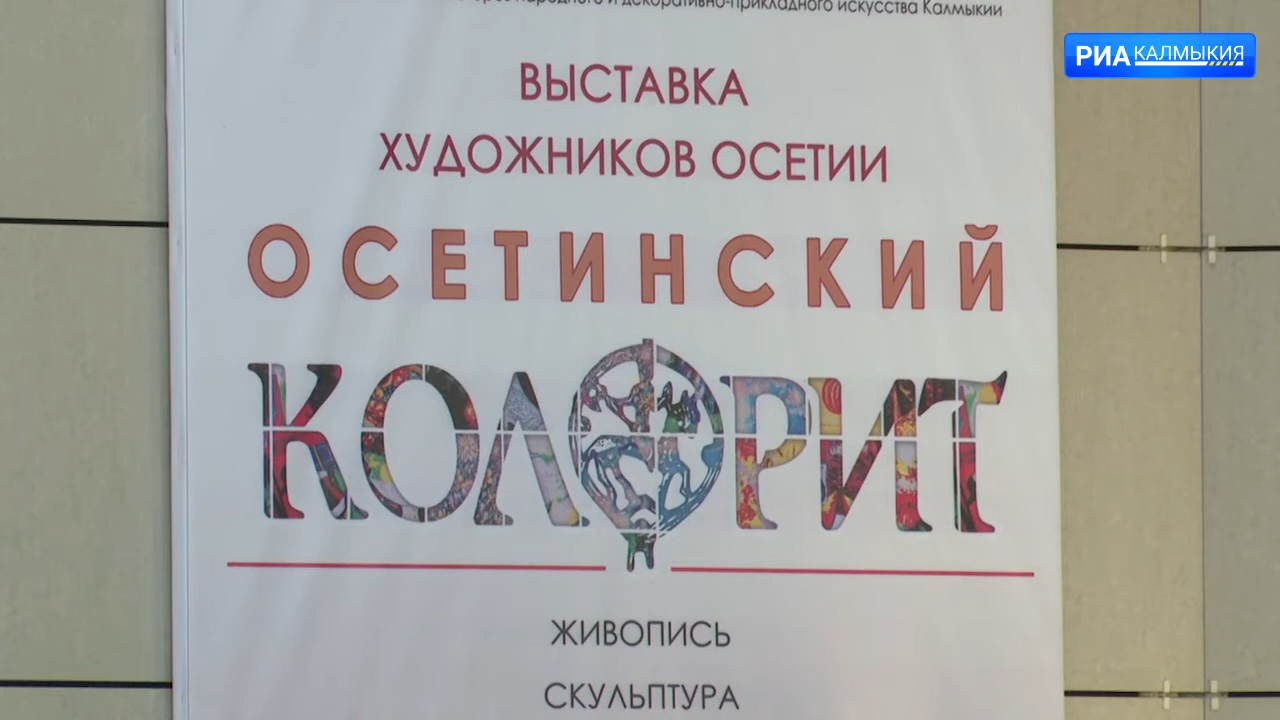 народного и декоративно-прикладного искусства Калмыкии
РИА КАЛМЫКИЯ
ВЫСТАВКА
ХУДОЖНИКОВ ОСЕТИИ
ОСЕТИНСКИЙ
КОЛОРИТ
ЖИВОПИСЬ
СКУЛЬПТУРА